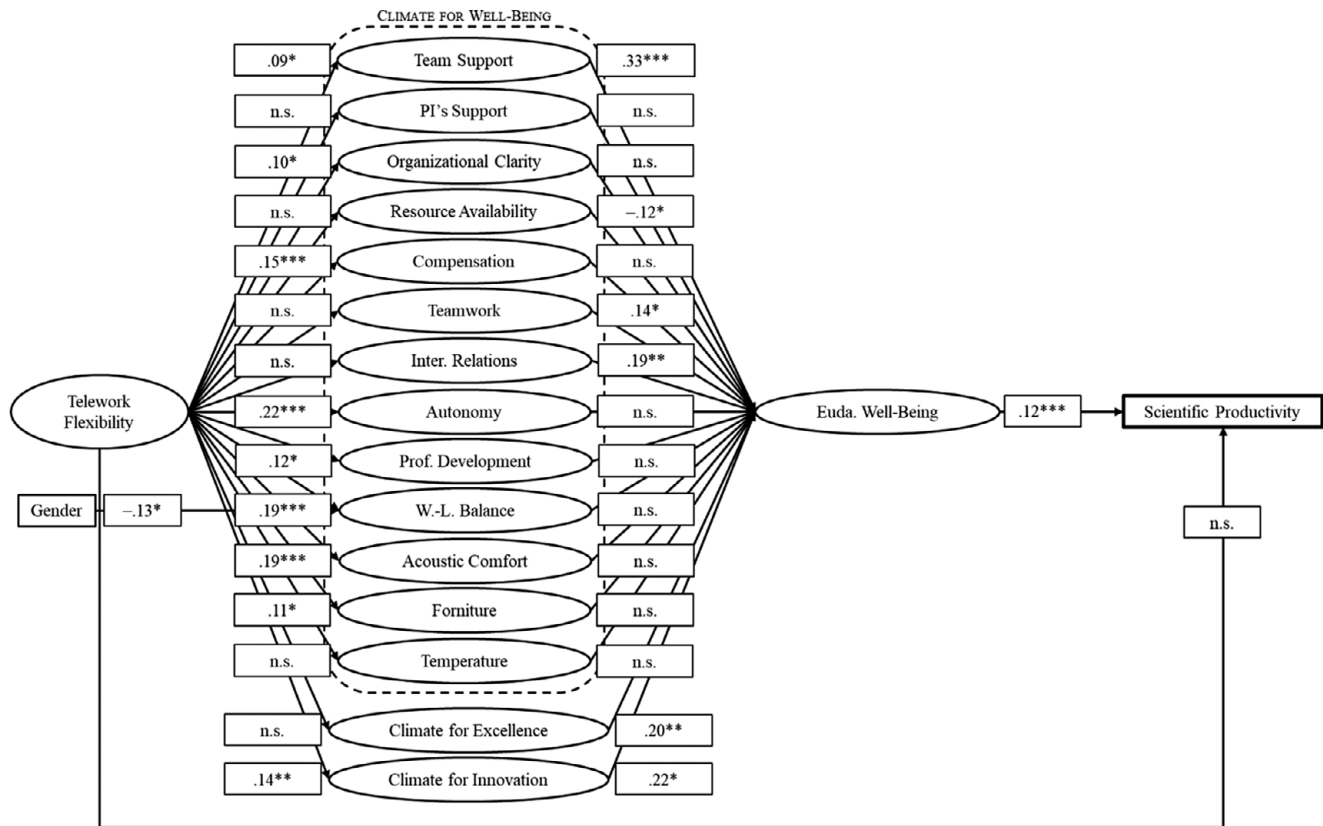 CLIMATE FOR WELL-BEING
.09* Team Support .33***
n.s. PI's Support n.s.
.10* Organizational Clarity n.s.
n.s. Resource Availability –.12*
.15*** Compensation n.s.
n.s. Teamwork .14*
n.s. Inter. Relations .19**
Telework
Flexibility
.22*** Autonomy n.s.
Euda. Well-Being .12*** Scientific Productivity
.12* Prof. Development n.s.
Gender –.13* .19*** W.-L. Balance n.s.
n.s.
.19*** Acoustic Comfort n.s.
.11* Forniture n.s.
n.s. Temperature n.s.
n.s. Climate for Excellence .20**
.14** Climate for Innovation .22*